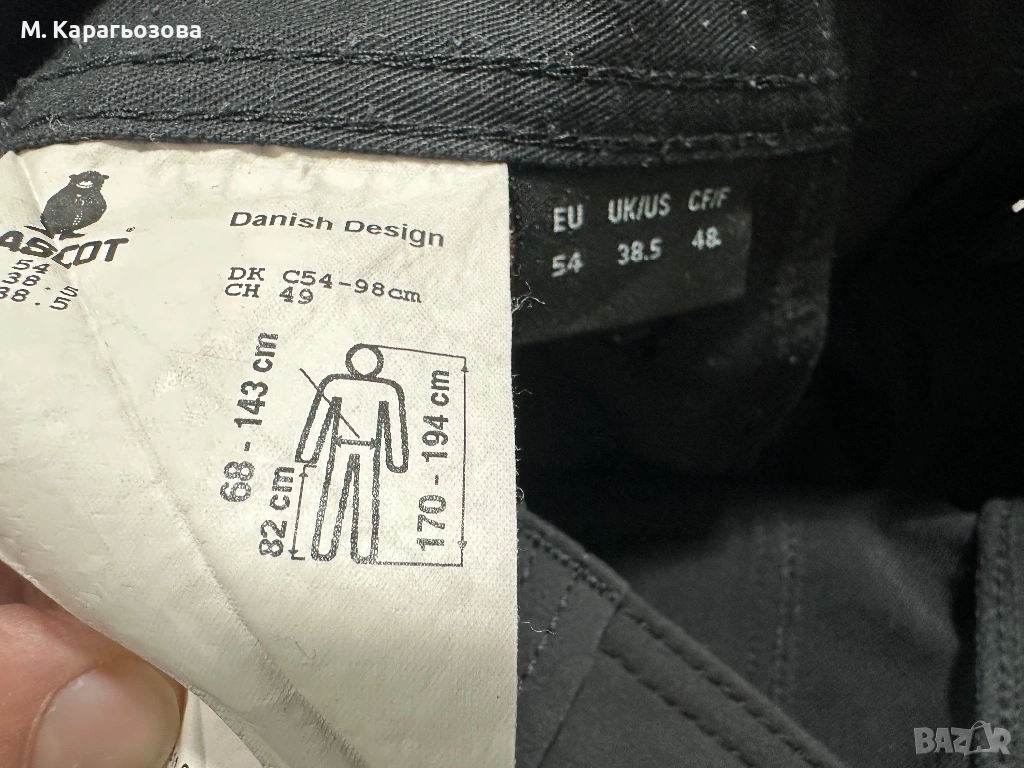 М. Карагьозова
ASCOT
54
38.5
38.5
Danish Design
DK C54-98cm
CH 49
68 - 143 cm
82 cm
170 - 194 cm
EU UK/US CF/F
54 38.5 48
BAZAR